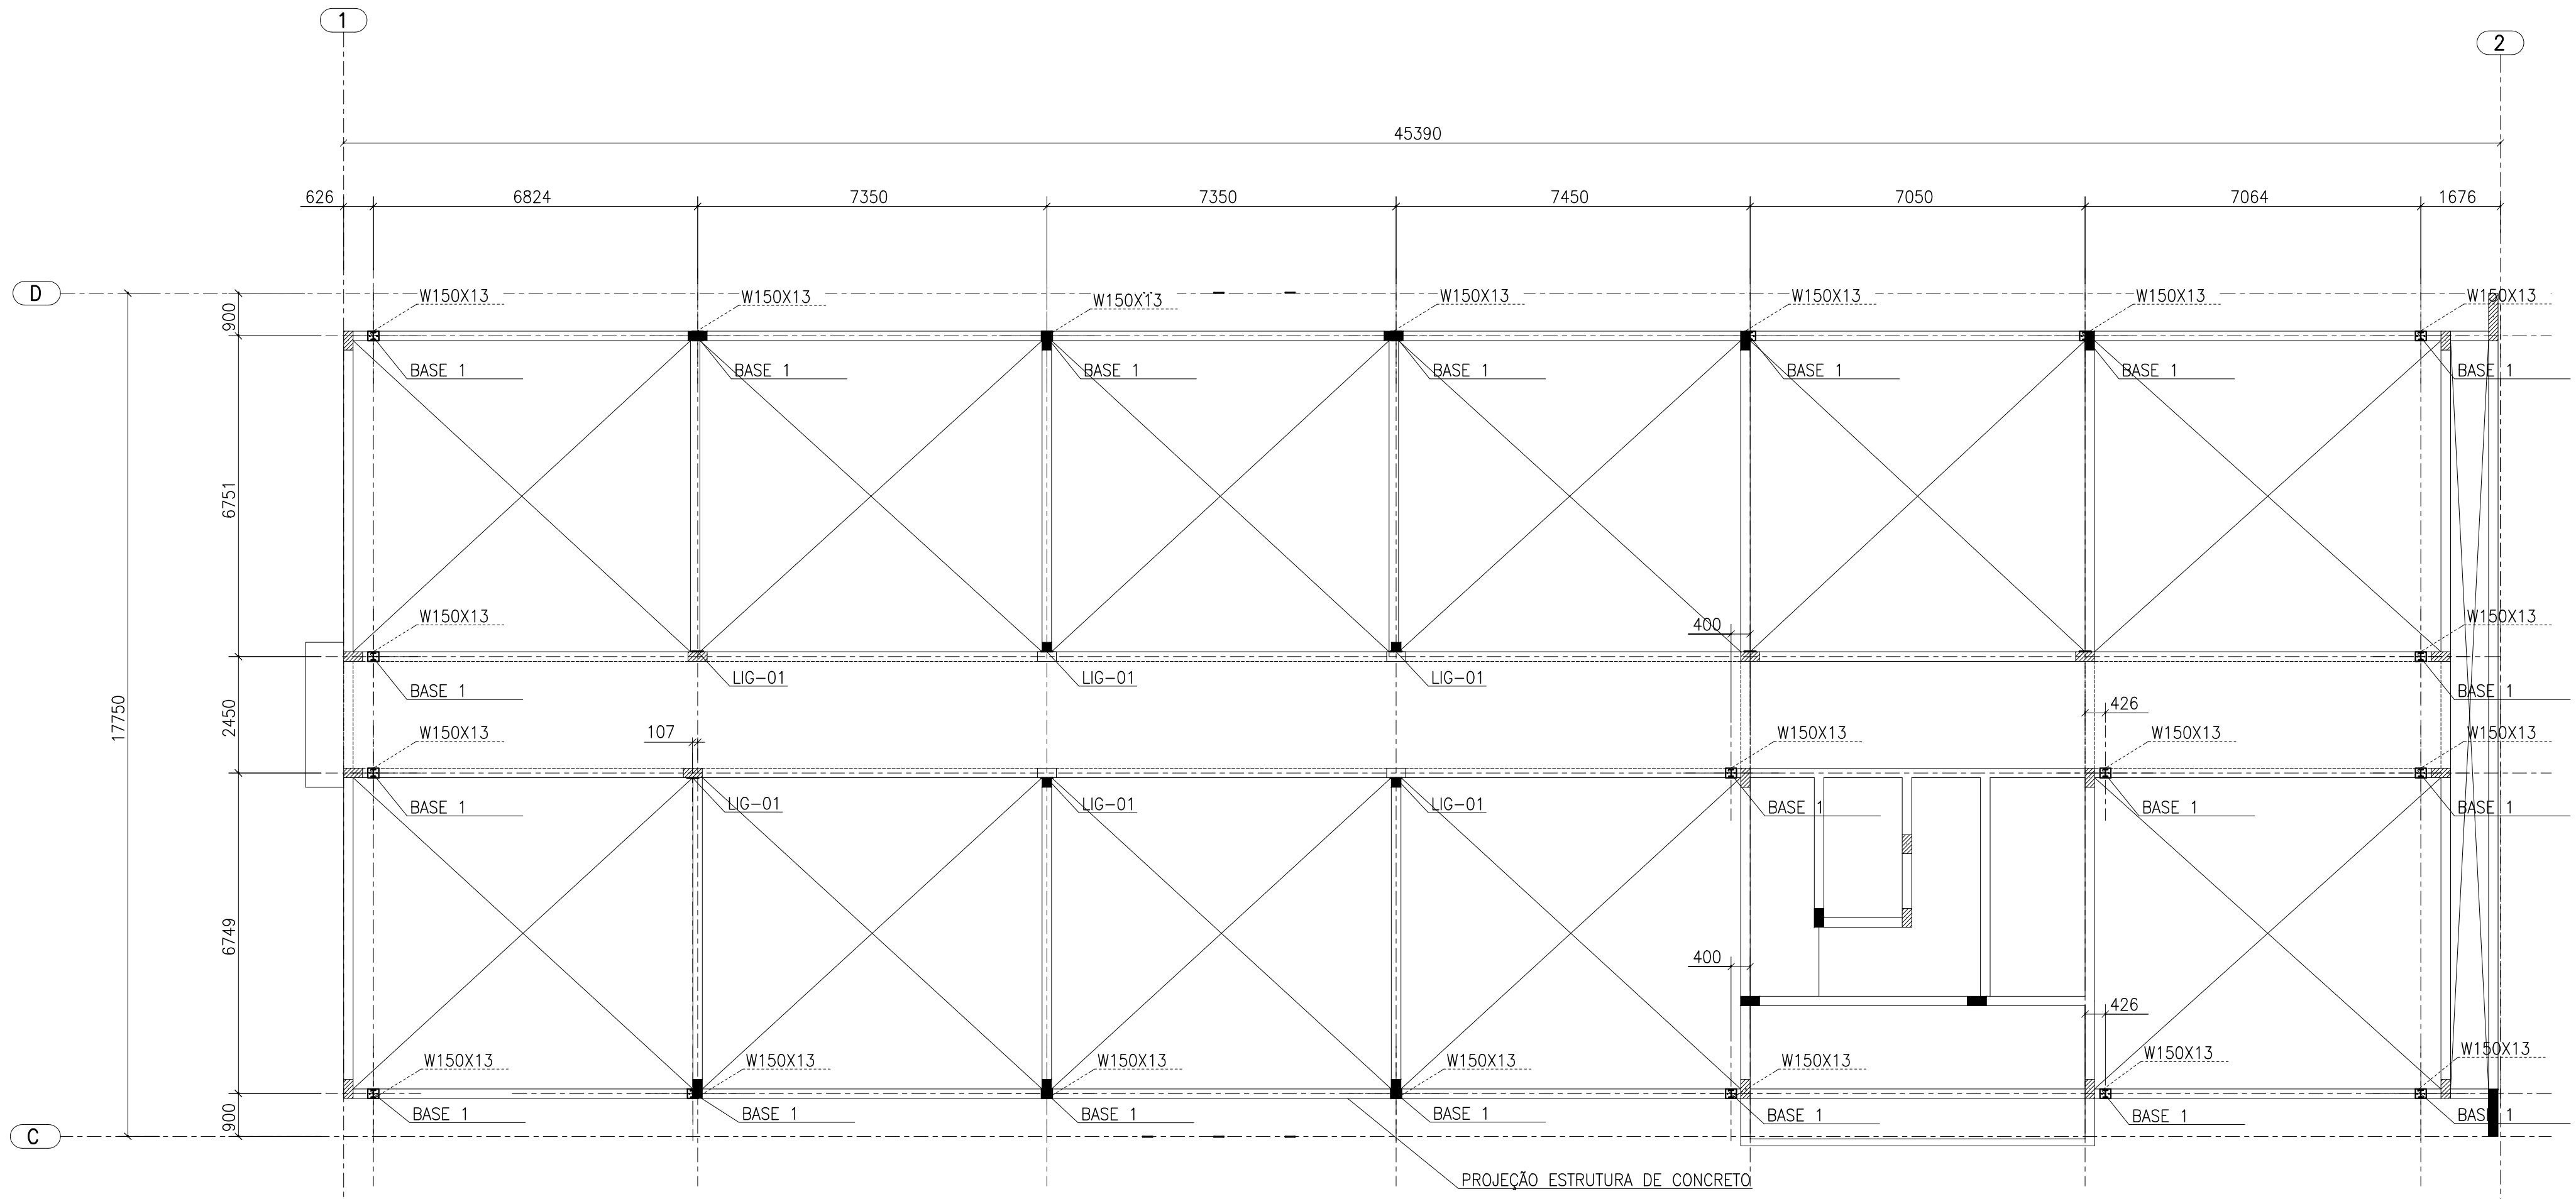 1
2
45390
626 6824 7350 7350 7450 7050 7064 1676
D
900
W150X13 W150X13 W150X13 W150X13 W150X13 W150X13 W150X13
BASE 1 BASE 1 BASE 1 BASE 1 BASE 1 BASE 1 BASE 1
6751
W150X13 400 W150X13
LIG-01 LIG-01 LIG-01
BASE 1 BASE 1
17750
2450
426
107 W150X13 W150X13 W150X13 W150X13
BASE 1 LIG-01 LIG-01 LIG-01 BASE 1 BASE 1 BASE 1
6749
400
426
W150X13 W150X13 W150X13 W150X13 W150X13 W150X13 W150X13
BASE 1 BASE 1 BASE 1 BASE 1 BASE 1 BASE 1 BASE 1
900
C
PROJEÇÃO ESTRUTURA DE CONCRETO